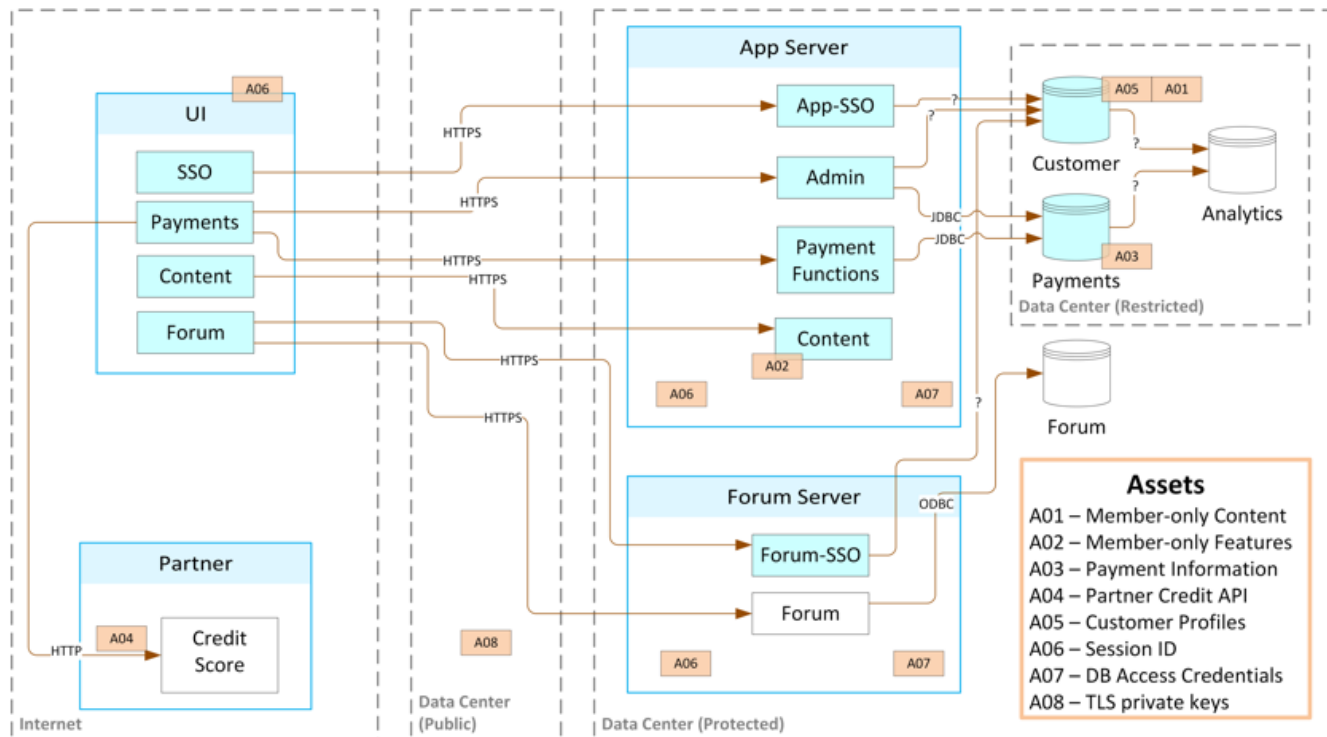 App Server
A06
UI
SSO
Payments
Content
Forum
HTTPS
HTTPS
HTTPS
HTTPS
HTTPS
HTTPS
App-SSO
Admin
Payment
Functions
Content
A02
A06
A07
?
?
?
JDBC
JDBC
A05
A01
Customer
?
?
Analytics
A03
Payments
Data Center (Restricted)
Forum
Forum Server
ODBC
Forum-SSO
Forum
A06
A07
Partner
A04
Credit
Score
HTTP
Internet
A08
Data Center
(Public)
Data Center (Protected)
Assets
A01 – Member-only Content
A02 – Member-only Features
A03 – Payment Information
A04 – Partner Credit API
A05 – Customer Profiles
A06 – Session ID
A07 – DB Access Credentials
A08 – TLS private keys